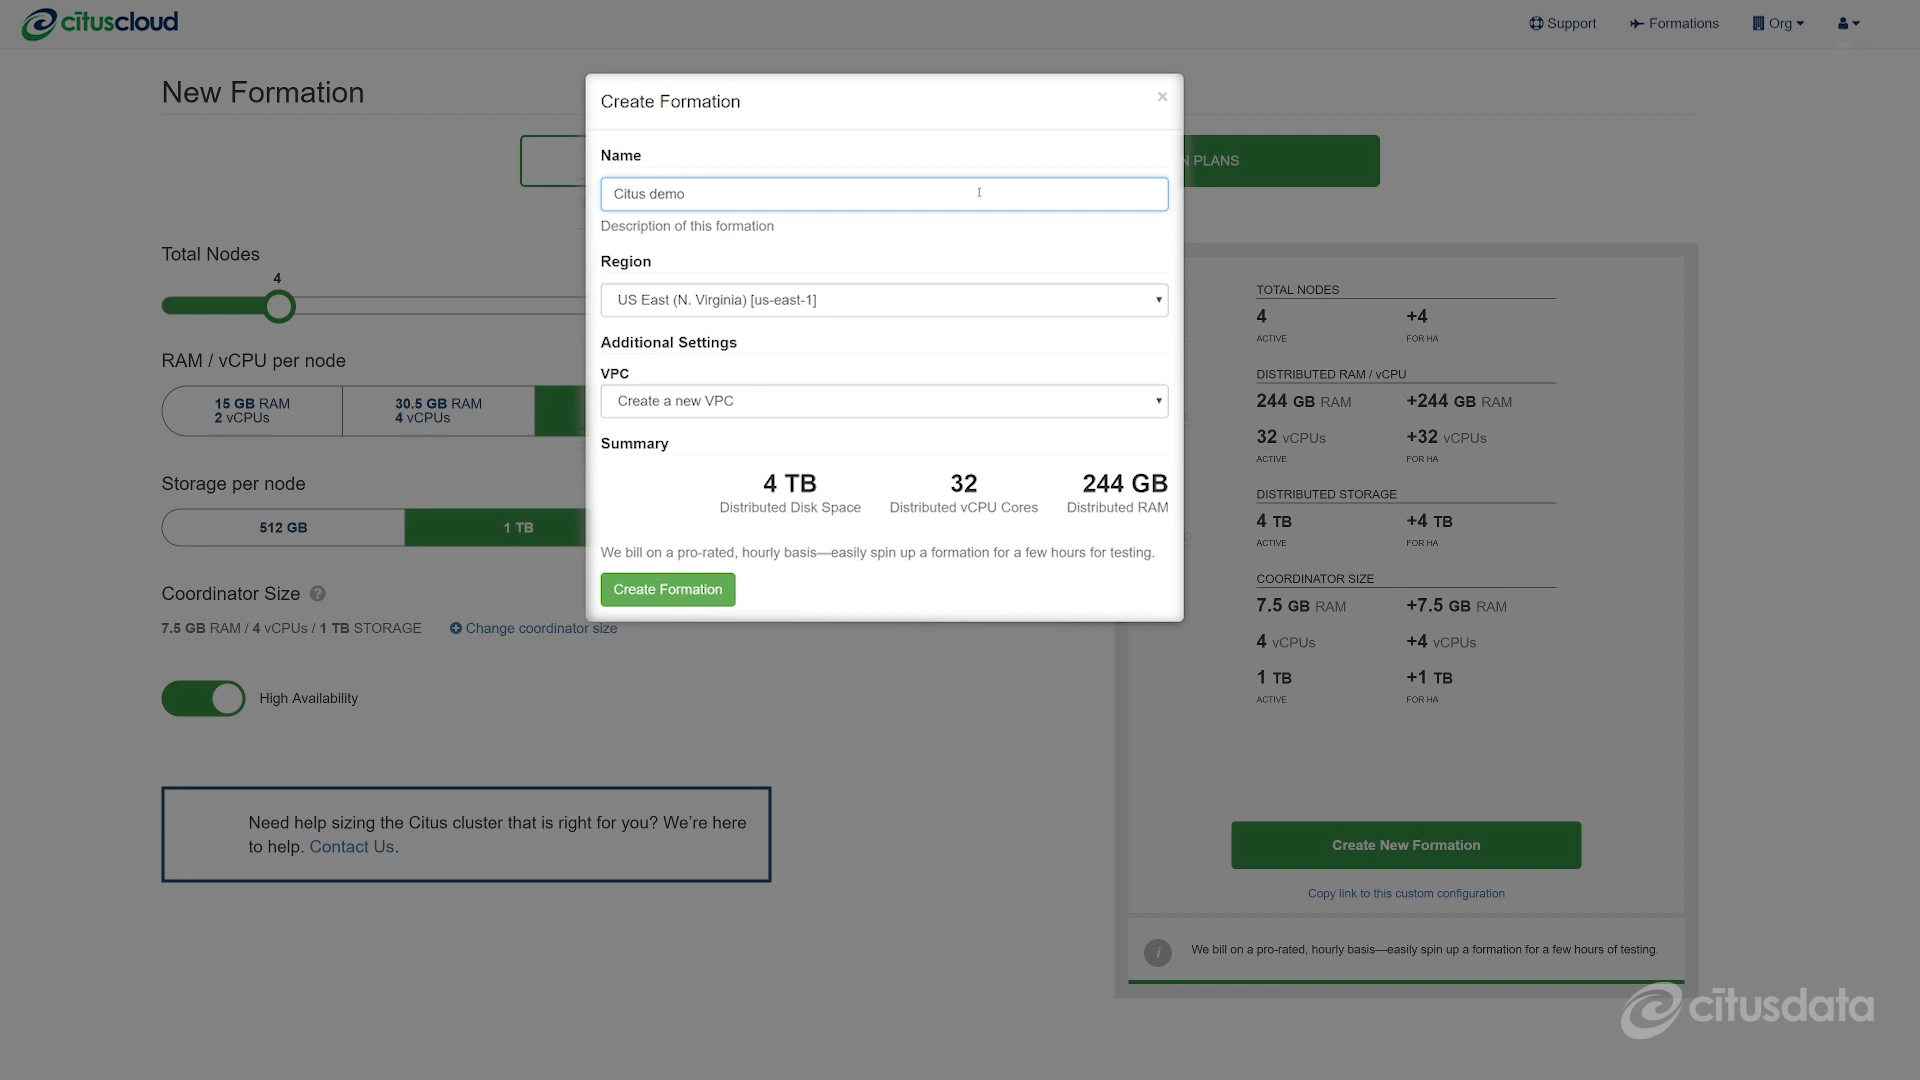 cituscloud
Support
Formations
Org
New Formation
PLANS
Create Formation
×
Name
Citus demo
Description of this formation
Region
US East (N. Virginia) [us-east-1]
Additional Settings
VPC
Create a new VPC
Summary
4 TB
Distributed Disk Space
32
Distributed vCPU Cores
244 GB
Distributed RAM
We bill on a pro-rated, hourly basis—easily spin up a formation for a few hours for testing.
Create Formation
Total Nodes
4
RAM / vCPU per node
15 GB RAM
2 vCPUs
30.5 GB RAM
4 vCPUs
Storage per node
512 GB
1 TB
Coordinator Size ?
7.5 GB RAM / 4 vCPUs / 1 TB STORAGE
Change coordinator size
High Availability
Need help sizing the Citus cluster that is right for you? We're here
to help. Contact Us.
TOTAL NODES
4 +4
ACTIVE FOR HA
DISTRIBUTED RAM / vCPU
244 GB RAM +244 GB RAM
32 vCPUs +32 vCPUs
ACTIVE FOR HA
DISTRIBUTED STORAGE
4 TB +4 TB
ACTIVE FOR HA
COORDINATOR SIZE
7.5 GB RAM +7.5 GB RAM
4 vCPUs +4 vCPUs
1 TB +1 TB
ACTIVE FOR HA
Create New Formation
Copy link to this custom configuration
i We bill on a pro-rated, hourly basis—easily spin up a formation for a few hours of testing.
citusdata